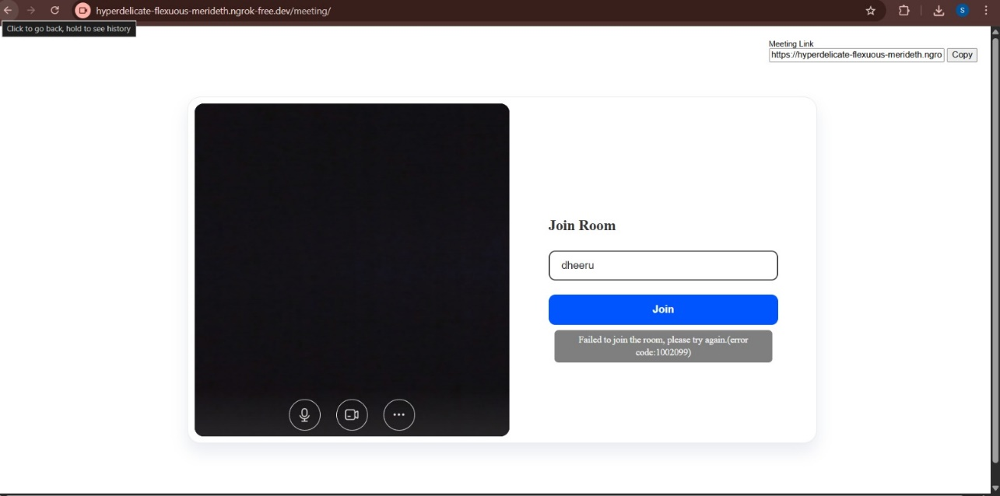 hyperdelicate-flexuous-merideth.ngrok-free.dev/meeting/
S
Click to go back, hold to see history
Meeting Link
https://hyperdelicate-flexuous-merideth.ngro
Copy
Join Room
dheeru
Join
Failed to join the room, please try again.(error
code:1002099)